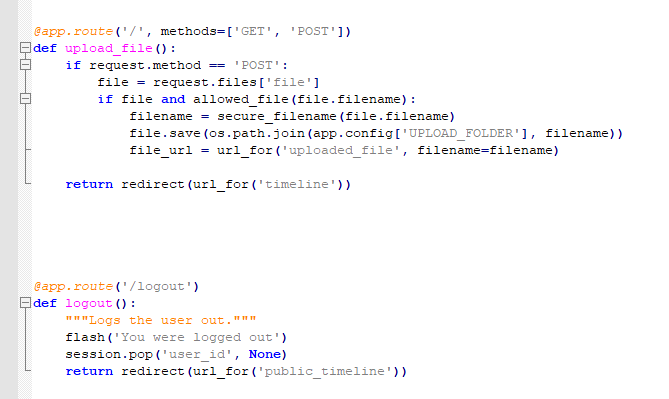 @app.route('/', methods=['GET', 'POST'])
def upload_file():
    if request.method == 'POST':
        file = request.files['file']
        if file and allowed_file(file.filename):
            filename = secure_filename(file.filename)
            file.save(os.path.join(app.config['UPLOAD_FOLDER'], filename))
            file_url = url_for('uploaded_file', filename=filename)
    return redirect(url_for('timeline'))
@app.route('/logout')
def logout():
    """Logs the user out."""
    flash('You were logged out')
    session.pop('user_id', None)
    return redirect(url_for('public_timeline'))